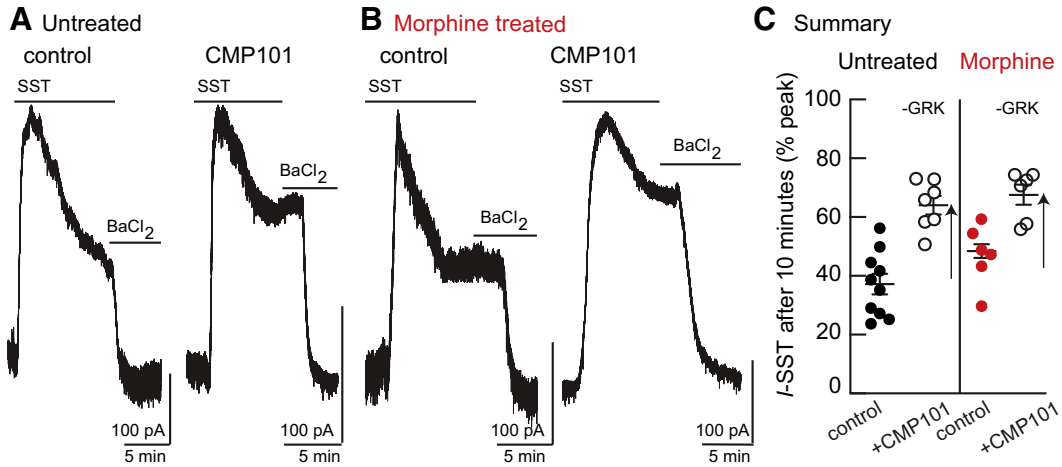 A Untreated
control
CMP101
SST
SST
BaCl2
BaCl2
100 pA
5 min
100 pA
5 min
B Morphine treated
control
CMP101
SST
SST
BaCl2
BaCl2
100 pA
5 min
100 pA
5 min
C Summary
Untreated Morphine
-GRK
-GRK
I-SST after 10 minutes (% peak)
100
80
60
40
20
0
control
+CMP101
control
+CMP101